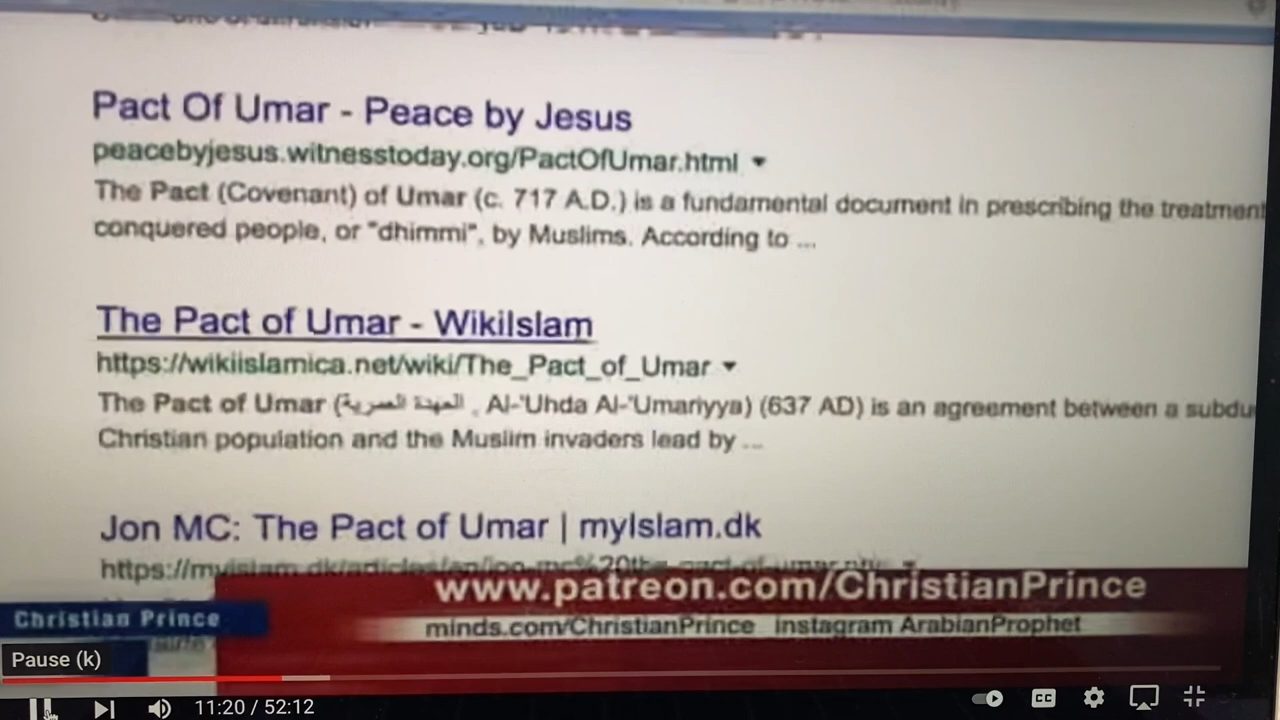 Pact Of Umar - Peace by Jesus
peacebyjesus.witnesstoday.org/PactOfUmar.html
The Pact (Covenant) of Umar (c. 717 A.D.) is a fundamental document in prescribing the treatment
conquered people, or "dhimmi", by Muslims. According to ...
The Pact of Umar - WikiIslam
https://wikiislamica.net/wiki/The_Pact_of_Umar
The Pact of Umar (العهدة العمرية , Al-'Uhda Al-'Umariyya) (637 AD) is an agreement between a subdu
Christian population and the Muslim invaders lead by ...
Jon MC: The Pact of Umar | myIslam.dk
www.patreon.com/ChristianPrince
Christian Prince
minds.com/ChristianPrince instagram ArabianProphet
Pause (k)
11:20 / 52:12
CC